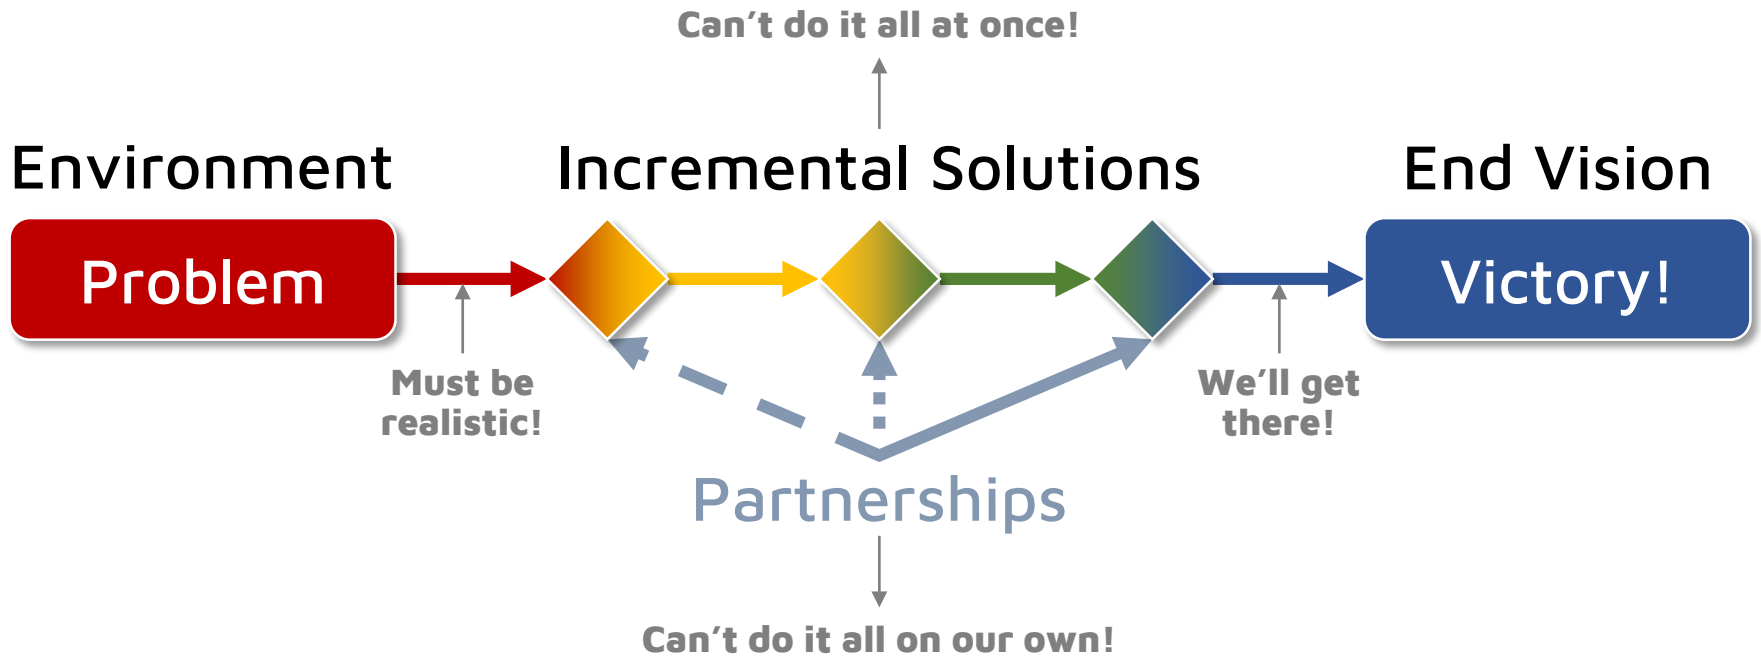 Can't do it all at once!
Environment
Incremental Solutions
End Vision
Problem
Victory!
Must be
realistic!
We'll get
there!
Partnerships
Can't do it all on our own!